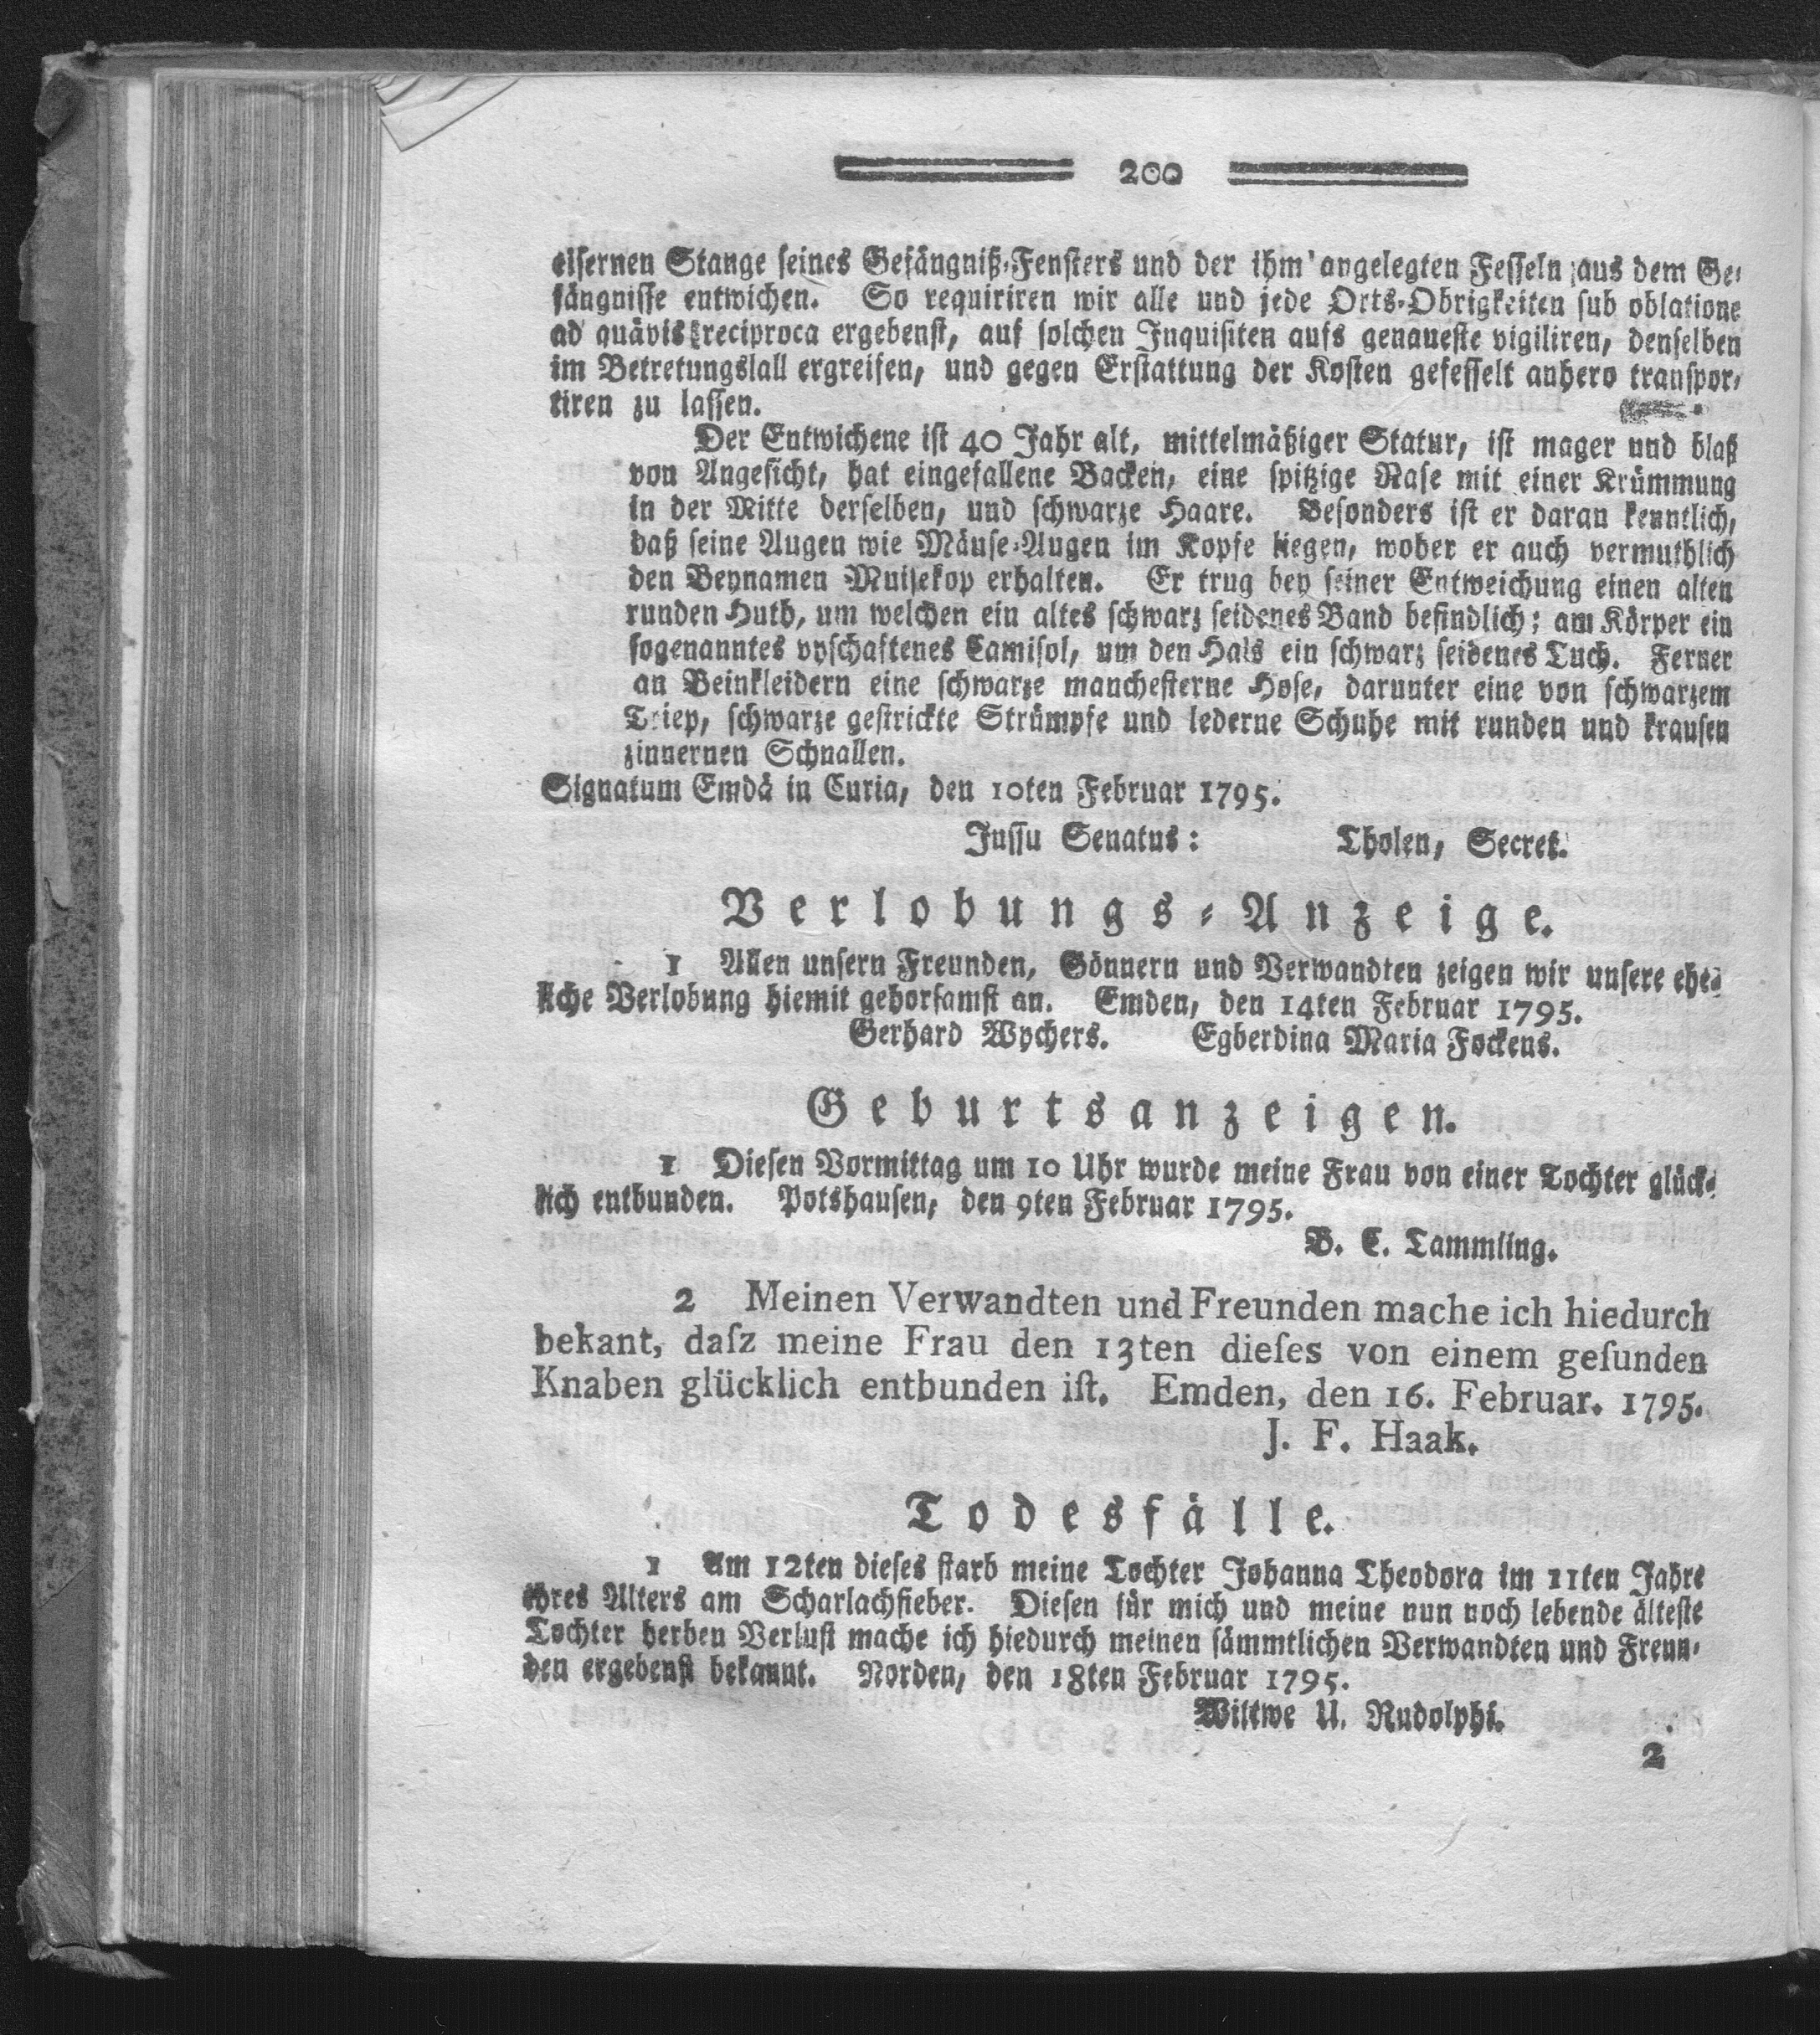 200
eisernen Stange seines Gefängniß-Fensters und der ihm angelegten Fesseln aus dem Ge-
fängnisse entwichen. So requiriren wir alle und jede Orts-Obrigkeiten sub oblatione
ad quävis reciproca ergebenst, auf solchen Inquisiten aufs genaueste vigiliren, denselben
im Betretungsfall ergreifen, und gegen Erstattung der Kosten gefesselt anhero transpor-
tiren zu lassen.
Der Entwichene ist 40 Jahr alt, mittelmäßiger Statur, ist mager und blaß
von Angesicht, hat eingefallene Backen, eine spitzige Nase mit einer Krümmung
in der Mitte derselben, und schwarze Haare. Besonders ist er daran kenntlich,
daß seine Augen wie Mäuse-Augen im Kopfe liegen, woher er auch vermuthlich
den Beynamen Muisekop erhalten. Er trug bey seiner Entweichung einen alten
runden Huth, um welchen ein altes schwarz seidenes Band befindlich; am Körper ein
sogenanntes vyschaftenes Camisol, um den Hals ein schwarz seidenes Tuch. Ferner
an Beinkleidern eine schwarze manchesterne Hose, darunter eine von schwarzem
Triep, schwarze gestrickte Strümpfe und lederne Schuhe mit runden und krausen
zinnernen Schnallen.
Signatum Emdä in Curia, den 10ten Februar 1795.
Jussu Senatus: Tholen, Secret.
Verlobungs-Anzeige.
1 Allen unsern Freunden, Gönnern und Verwandten zeigen wir unsere ehe-
liche Verlobung hiemit gehorsamst an. Emden, den 14ten Februar 1795.
Gerhard Wychers. Egberdina Maria Fockens.
Geburtsanzeigen.
1 Diesen Vormittag um 10 Uhr wurde meine Frau von einer Tochter glück-
lich entbunden. Potshausen, den 9ten Februar 1795.
B. C. Tammling.
2 Meinen Verwandten und Freunden mache ich hiedurch
bekant, daſz meine Frau den 13ten dieſes von einem geſunden
Knaben glücklich entbunden iſt. Emden, den 16. Februar. 1795.
J. F. Haak.
Todesfälle.
1 Am 12ten dieses starb meine Tochter Johanna Theodora im 11ten Jahre
ihres Alters am Scharlachfieber. Diesen für mich und meine nun noch lebende älteste
Tochter herben Verlust mache ich hiedurch meinen sämmtlichen Verwandten und Freun-
den ergebenst bekannt. Norden, den 18ten Februar 1795.
Wittwe U. Rudolphi.
2